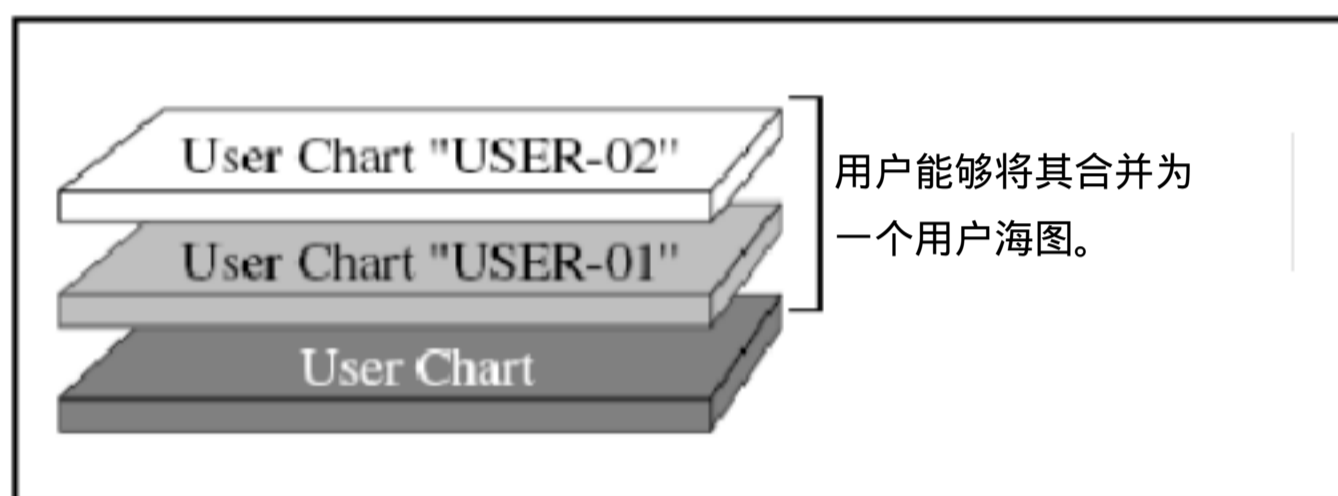 User Chart "USER-02"
用户能够将其合并为
一个用户海图。
User Chart "USER-01"
User Chart